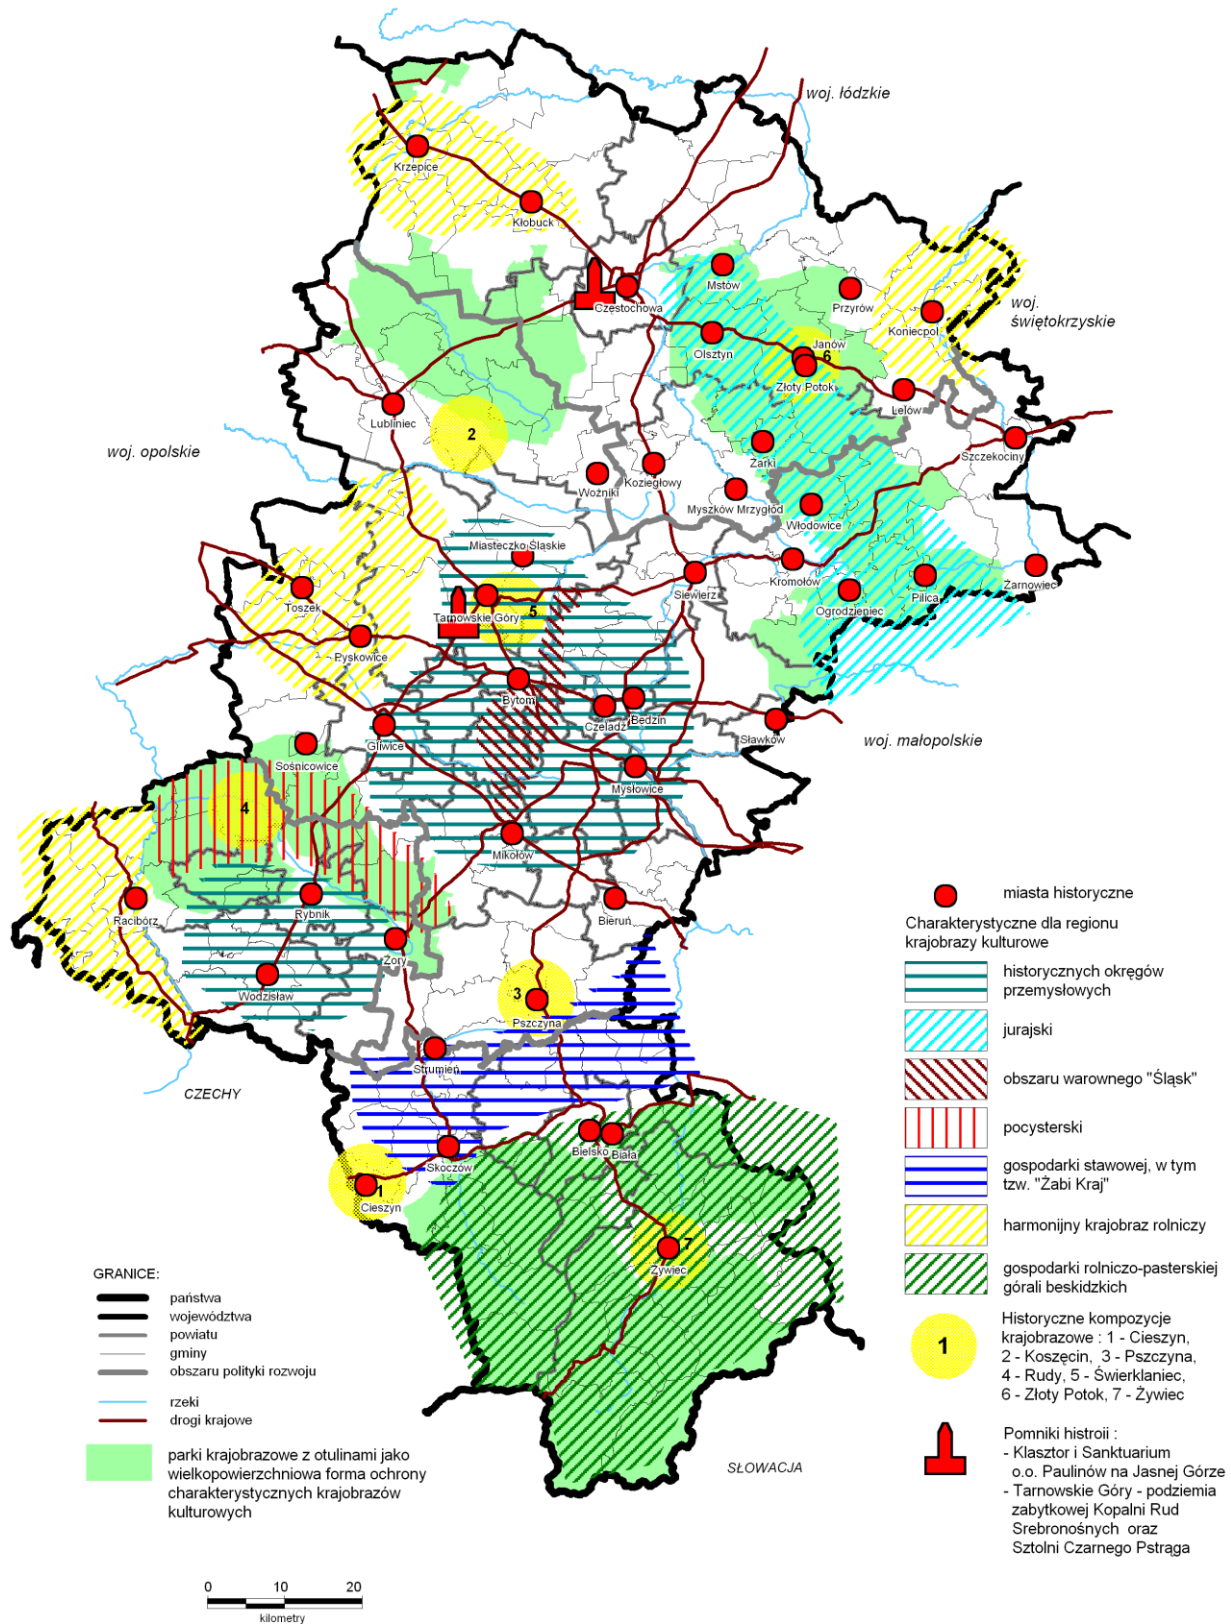 woj. łódzkie
Krzepice
Kłobuck
Częstochowa
Mstów
Przyrów
woj.
świętokrzyskie
Koniecpol
Olsztyn
Janów
6
Złoty Potok
Lelów
Lubliniec
2
woj. opolskie
Szczekociny
Żarki
Koziegłowy
Woźniki
Myszków Mrzygłód
Włodowice
Miasteczko Śląskie
Kromołów
Żarnowiec
Siewierz
Pilica
Ogrodzieniec
Toszek
5
Tarnowskie Góry
Pyskowice
Bytom
Będzin
Czeladź
Sławków
woj. małopolskie
Gliwice
Sośnicowice
Mysłowice
4
Mikołów
Racibórz
Rybnik
Bieruń
Żory
Wodzisław
3
Pszczyna
Strumień
CZECHY
Bielsko
Biała
Skoczów
1
Cieszyn
7
Żywiec
SŁOWACJA
miasta historyczne
Charakterystyczne dla regionu
krajobrazy kulturowe
historycznych okręgów
przemysłowych
jurajski
obszaru warownego "Śląsk"
pocysterski
gospodarki stawowej, w tym
tzw. "Żabi Kraj"
harmonijny krajobraz rolniczy
gospodarki rolniczo-pasterskiej
górali beskidzkich
1
Historyczne kompozycje
krajobrazowe : 1 - Cieszyn,
2 - Koszęcin, 3 - Pszczyna,
4 - Rudy, 5 - Świerklaniec,
6 - Złoty Potok, 7 - Żywiec
Pomniki histroii :
- Klasztor i Sanktuarium
o.o. Paulinów na Jasnej Górze
- Tarnowskie Góry - podziemia
zabytkowej Kopalni Rud
Srebronośnych oraz
Sztolni Czarnego Pstrąga
GRANICE:
państwa
województwa
powiatu
gminy
obszaru polityki rozwoju
rzeki
drogi krajowe
parki krajobrazowe z otulinami jako
wielkopowierzchniowa forma ochrony
charakterystycznych krajobrazów
kulturowych
0 10 20
kilometry